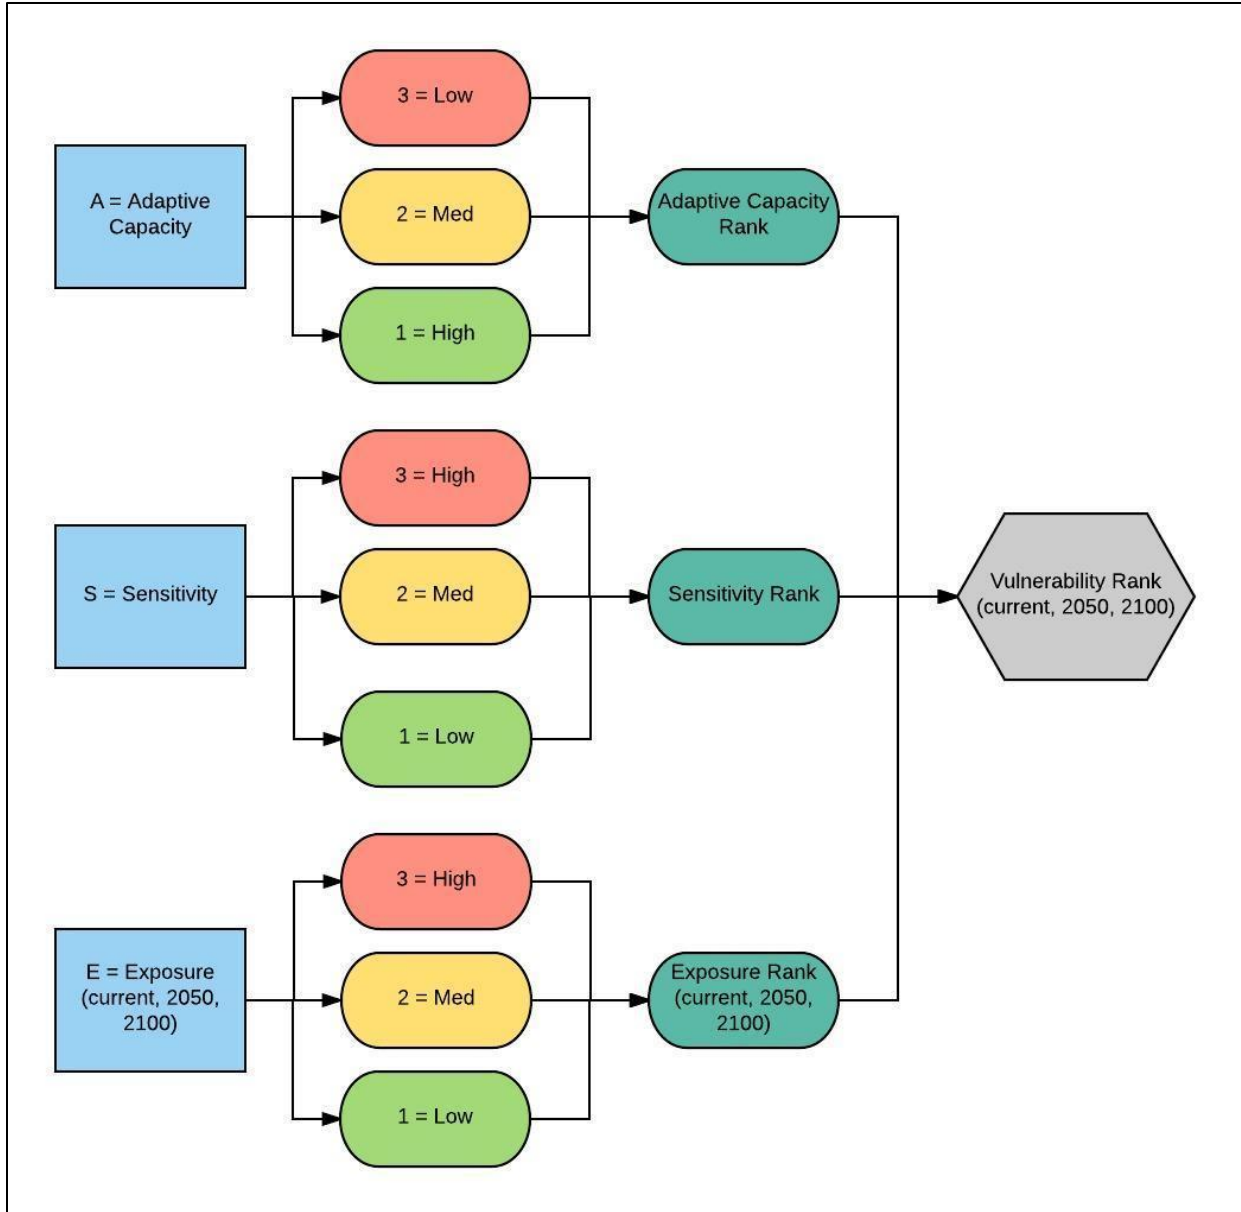 3 = Low
A = Adaptive
Capacity
2 = Med
Adaptive Capacity
Rank
1 = High
3 = High
S = Sensitivity
2 = Med
Sensitivity Rank
Vulnerability Rank
(current, 2050, 2100)
1 = Low
3 = High
E = Exposure
(current, 2050,
2100)
2 = Med
Exposure Rank
(current, 2050,
2100)
1 = Low